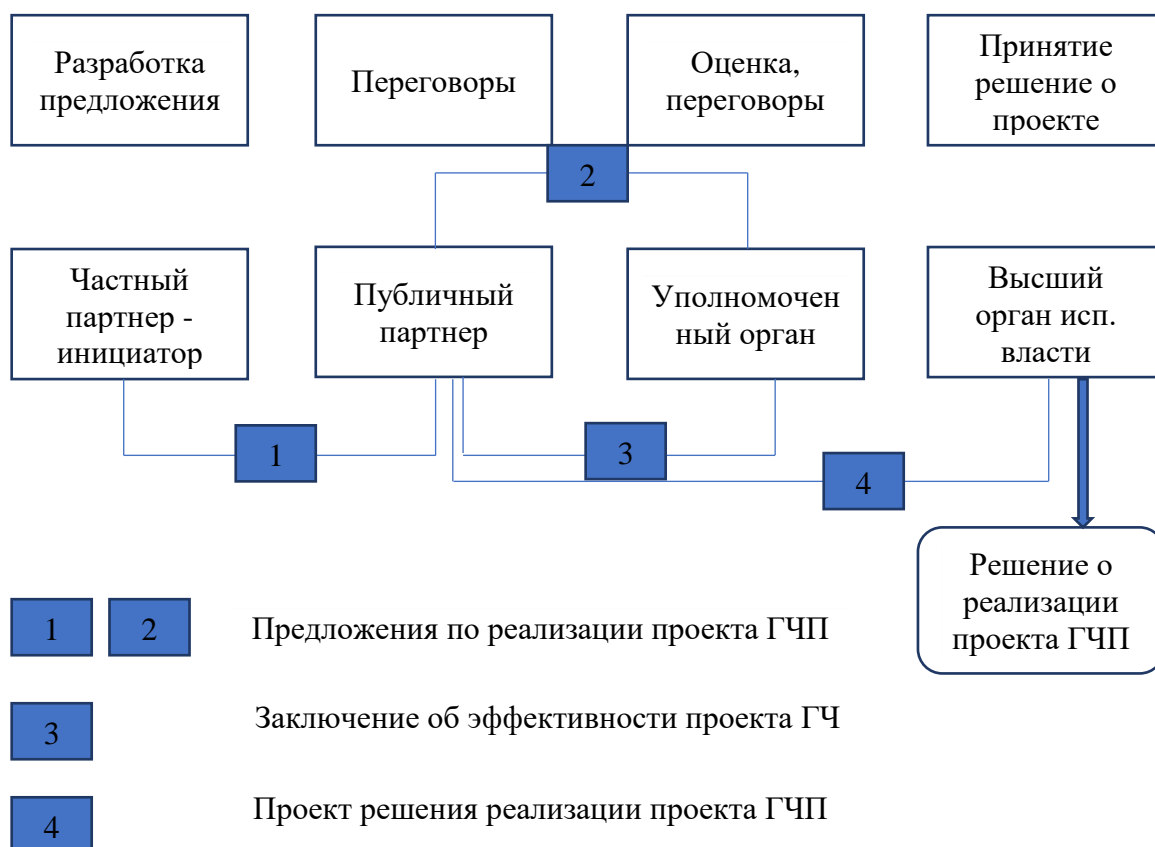 Разработка
предложения
Переговоры
Оценка,
переговоры
Принятие
решение о
проекте
2
Частный
партнер -
инициатор
Публичный
партнер
Уполномочен
ный орган
Высший
орган исп.
власти
1
3
4
Решение о
реализации
проекта ГЧП
1 2 Предложения по реализации проекта ГЧП
3 Заключение об эффективности проекта ГЧ
4 Проект решения реализации проекта ГЧП